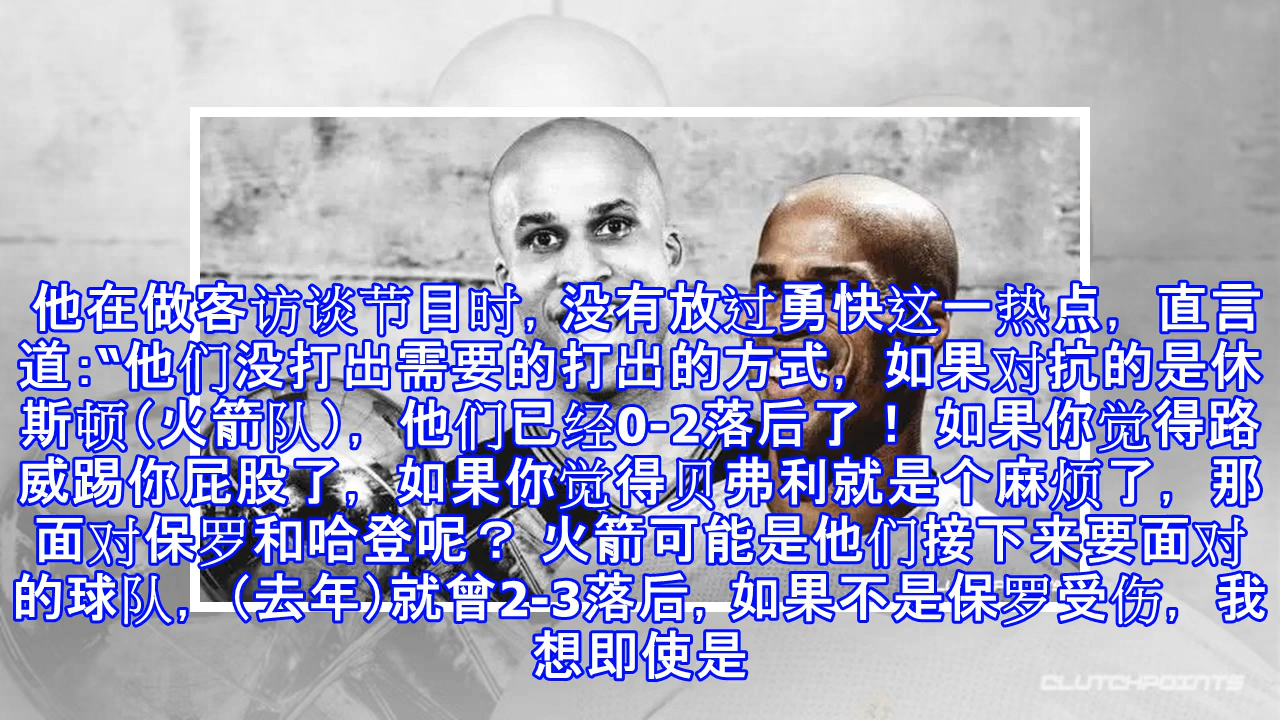 他在做客访谈节目时，没有放过勇快这一热点，直言
道：“他们没打出需要的打出的方式，如果对抗的是休
斯顿（火箭队），他们已经0-2落后了！如果你觉得路
威踢你屁股了，如果你觉得贝弗利就是个麻烦了，那
面对保罗和哈登呢？火箭可能是他们接下来要面对
的球队，（去年）就曾2-3落后，如果不是保罗受伤，我
想即使是
CLUTCHPOINTS